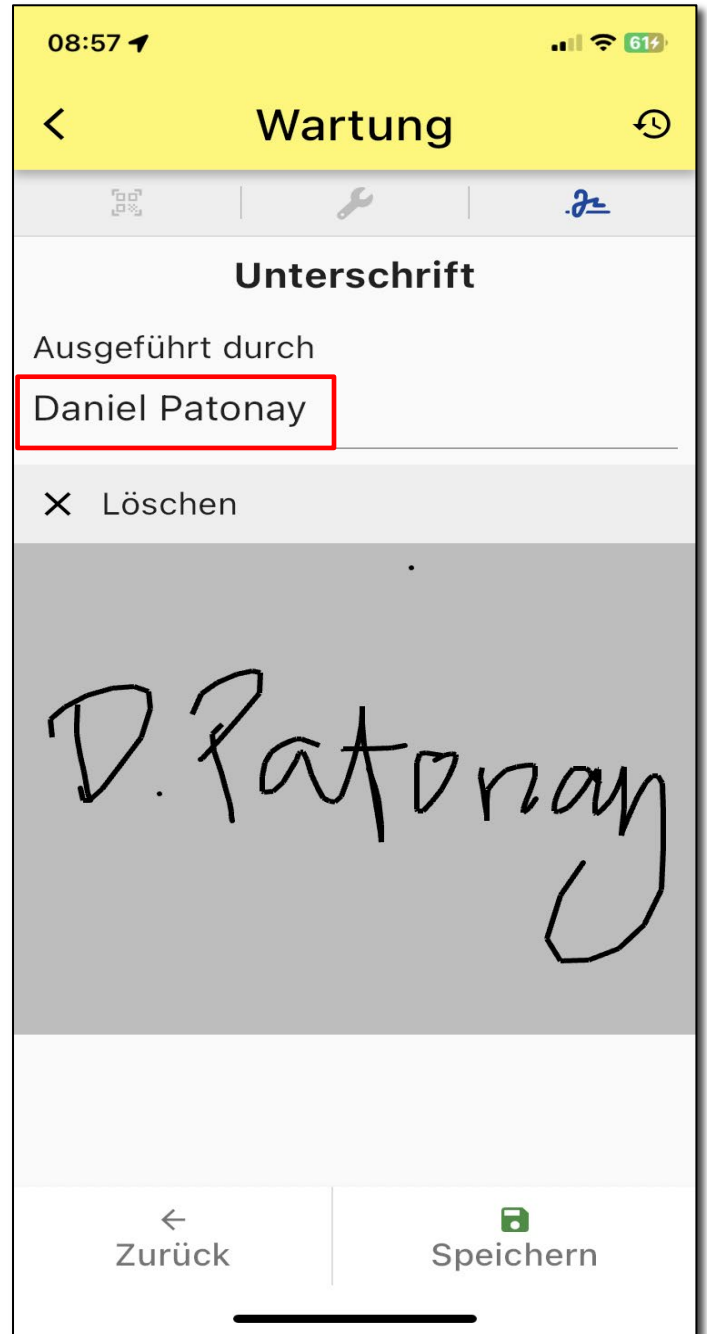 08:57
61
Wartung
Unterschrift
Ausgeführt durch
Daniel Patonay
Löschen
D. Patonay
Zurück
Speichern